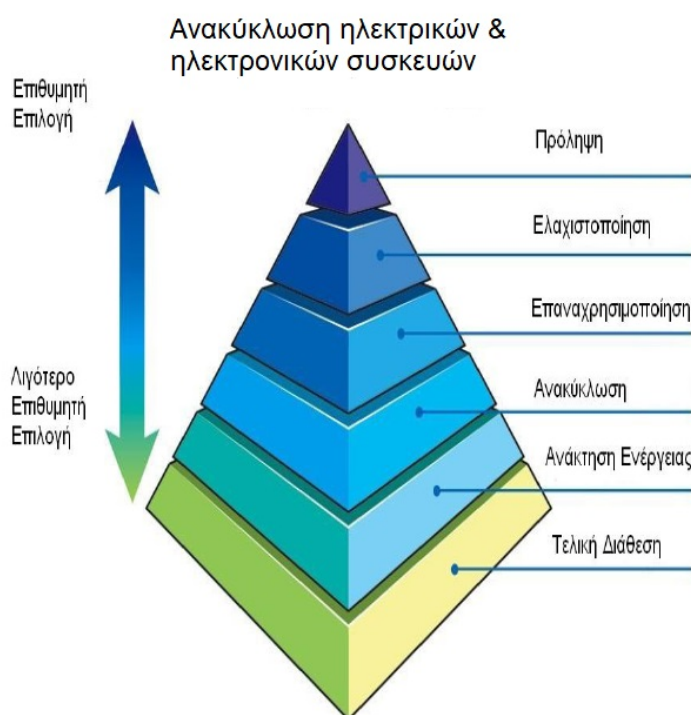 Ανακύκλωση ηλεκτρικών &
ηλεκτρονικών συσκευών
Επιθυμητή
Επιλογή
Πρόληψη
Ελαχιστοποίηση
Επαναχρησιμοποίηση
Λιγότερο
Επιθυμητή
Επιλογή
Ανακύκλωση
Ανάκτηση Ενέργειας
Τελική Διάθεση